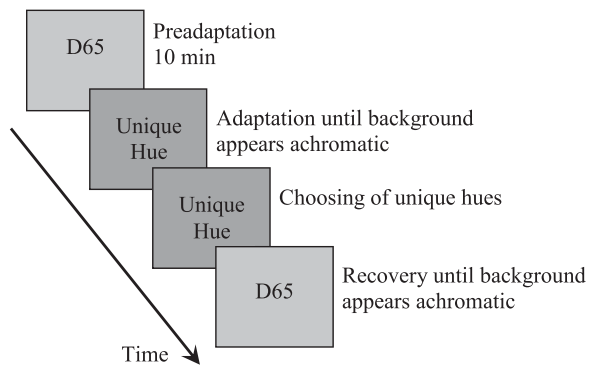 D65
Preadaptation
10 min
Unique
Hue
Adaptation until background
appears achromatic
Unique
Hue
Choosing of unique hues
D65
Recovery until background
appears achromatic
Time